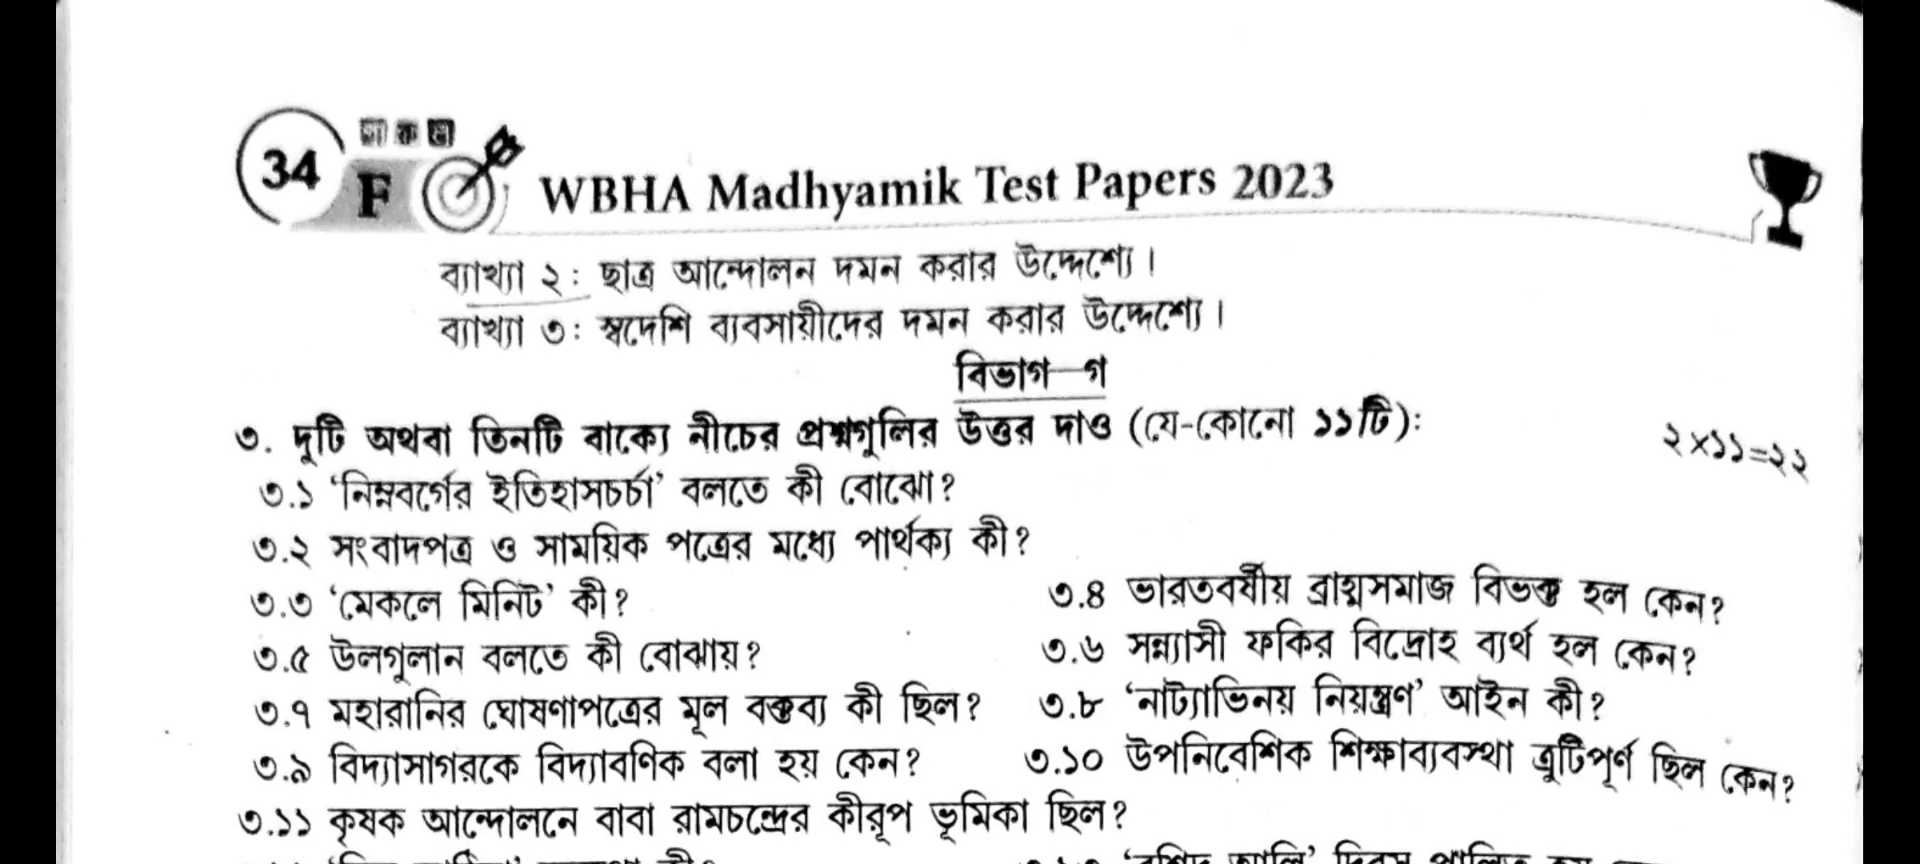 34
F
WBHA Madhyamik Test Papers 2023
ব্যাখ্যা ২ : ছাত্র আন্দোলন দমন করার উদ্দেশ্যে।
ব্যাখ্যা ৩ : স্বদেশি ব্যবসায়ীদের দমন করার উদ্দেশ্যে।
বিভাগ—গ
৩. দুটি অথবা তিনটি বাক্যে নীচের প্রশ্নগুলির উত্তর দাও (যে-কোনো ১১টি): ২×১১=২২
৩.১ ‘নিম্নবর্গের ইতিহাসচর্চা’ বলতে কী বোঝো?
৩.২ সংবাদপত্র ও সাময়িক পত্রের মধ্যে পার্থক্য কী?
৩.৩ ‘মেকলে মিনিট’ কী? ৩.৪ ভারতবর্ষীয় ব্রাহ্মসমাজ বিভক্ত হল কেন?
৩.৫ উলগুলান বলতে কী বোঝায়? ৩.৬ সন্ন্যাসী ফকির বিদ্রোহ ব্যর্থ হল কেন?
৩.৭ মহারানির ঘোষণাপত্রের মূল বক্তব্য কী ছিল? ৩.৮ ‘নাট্যাভিনয় নিয়ন্ত্রণ’ আইন কী?
৩.৯ বিদ্যাসাগরকে বিদ্যাবণিক বলা হয় কেন? ৩.১০ উপনিবেশিক শিক্ষাব্যবস্থা ত্রুটিপূর্ণ ছিল কেন?
৩.১১ কৃষক আন্দোলনে বাবা রামচন্দ্রের কীরূপ ভূমিকা ছিল?